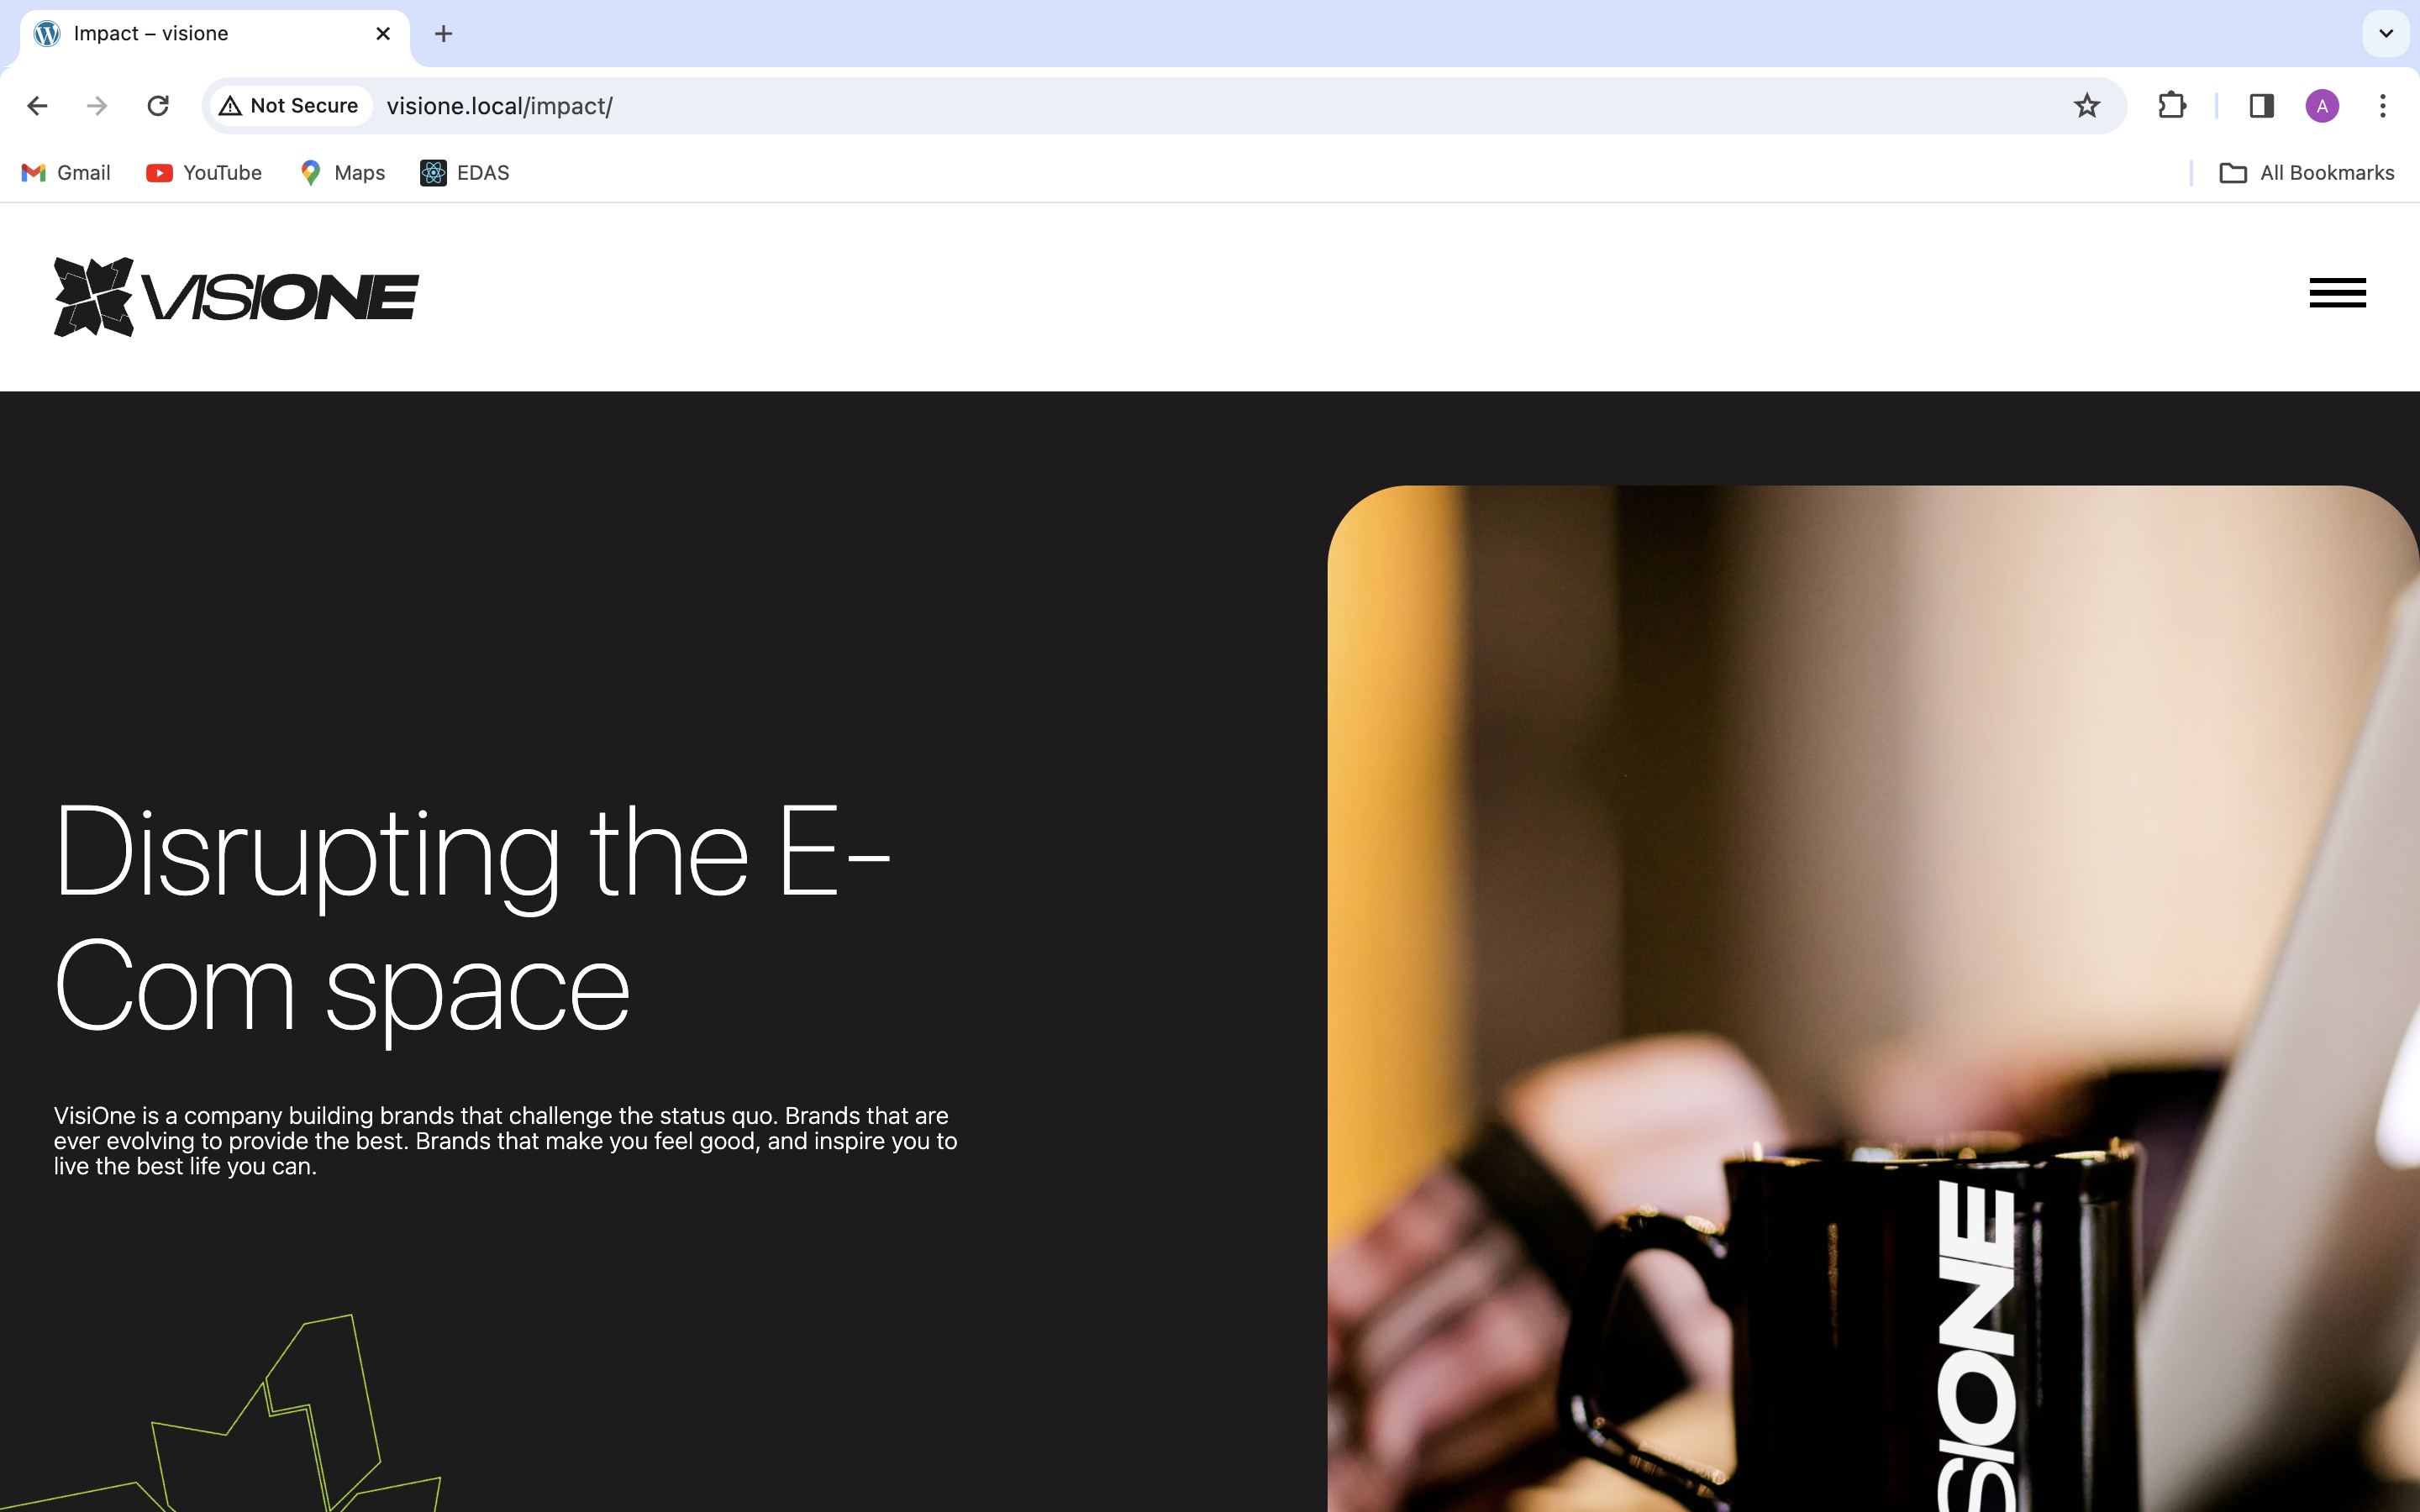 Impact – visione
Not Secure
visione.local/impact/
A
Gmail
YouTube
Maps
EDAS
All Bookmarks
VISIONE
Disrupting the E-
Com space
VisiOne is a company building brands that challenge the status quo. Brands that are
ever evolving to provide the best. Brands that make you feel good, and inspire you to
live the best life you can.
SIONE